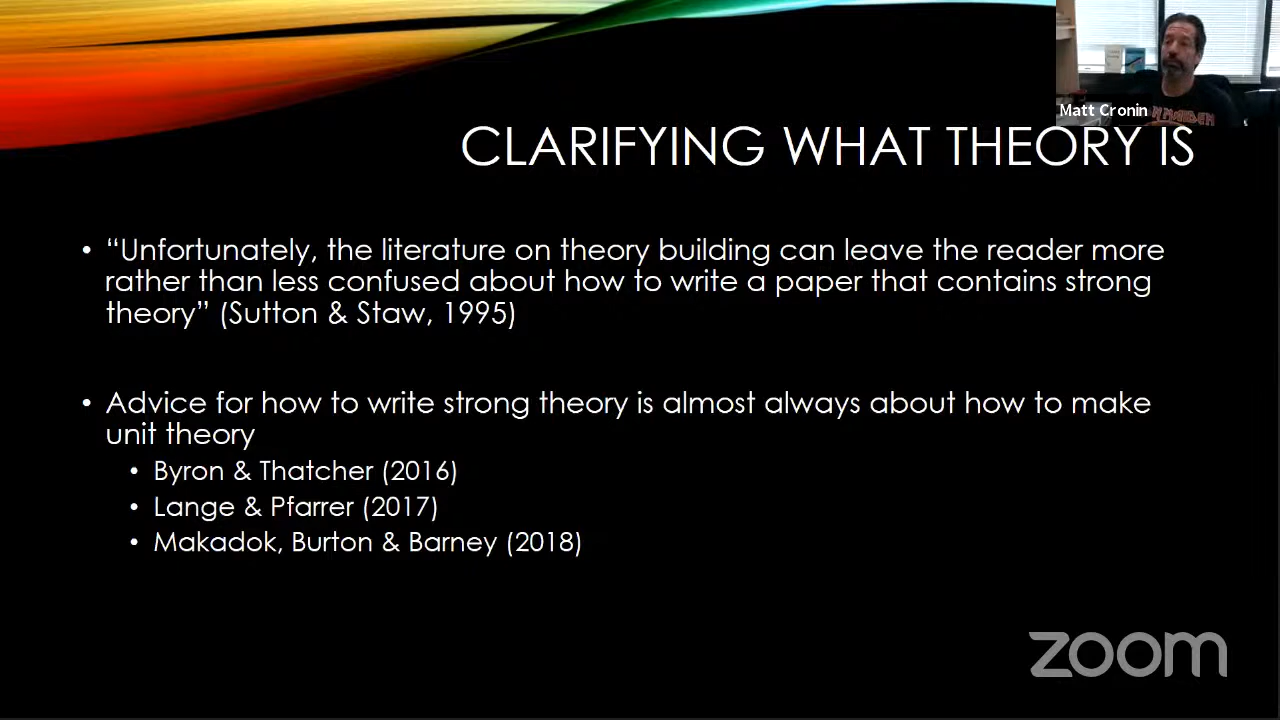 Matt Cronin
CLARIFYING WHAT THEORY IS
• “Unfortunately, the literature on theory building can leave the reader more
rather than less confused about how to write a paper that contains strong
theory” (Sutton & Staw, 1995)
• Advice for how to write strong theory is almost always about how to make
unit theory
• Byron & Thatcher (2016)
• Lange & Pfarrer (2017)
• Makadok, Burton & Barney (2018)
zoom